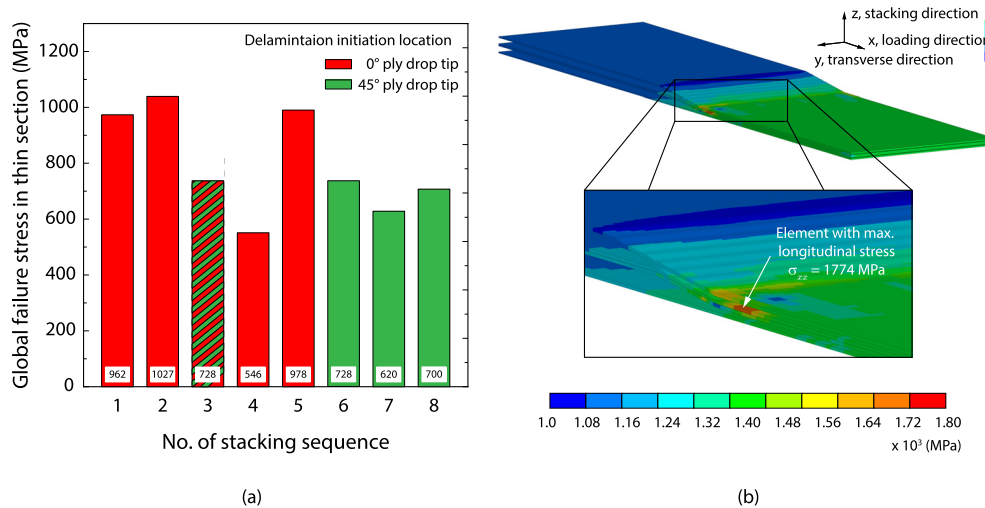 Global failure stress in thin section (MPa)
1200
1000
800
600
400
200
0
Delamintaion initiation location
0° ply drop tip
45° ply drop tip
962
1027
728
546
978
728
620
700
1
2
3
4
5
6
7
8
No. of stacking sequence
(a)
z, stacking direction
x, loading direction
y, transverse direction
Element with max.
longitudinal stress
σxx = 1774 MPa
1.0
1.08
1.16
1.24
1.32
1.40
1.48
1.56
1.64
1.72
1.80
x 10³ (MPa)
(b)